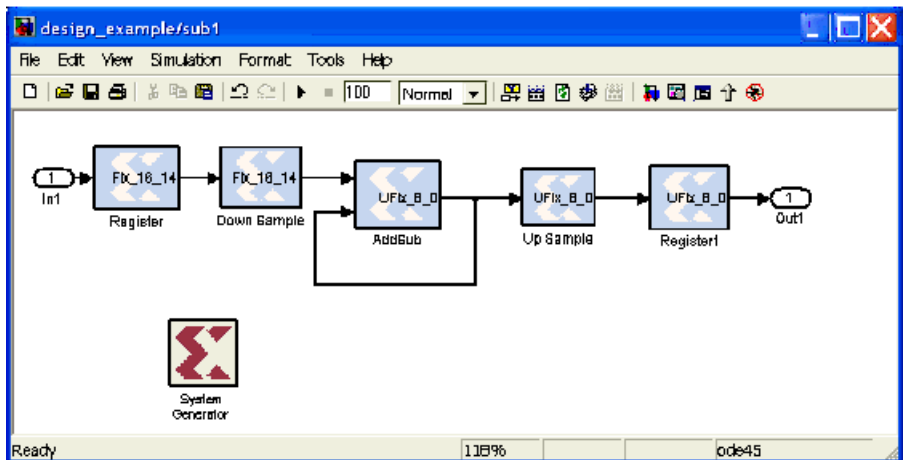 design_example/sub1
File Edit View Simulation Format Tools Help
100 Normal
1 Fix_16_14 Fix_16_14 UFix_8_0 UFix_8_0 UFix_8_0 1
In1 Register Down Sample AddSub Up Sample Register1 Out1
System
Generator
Ready 118% ode45